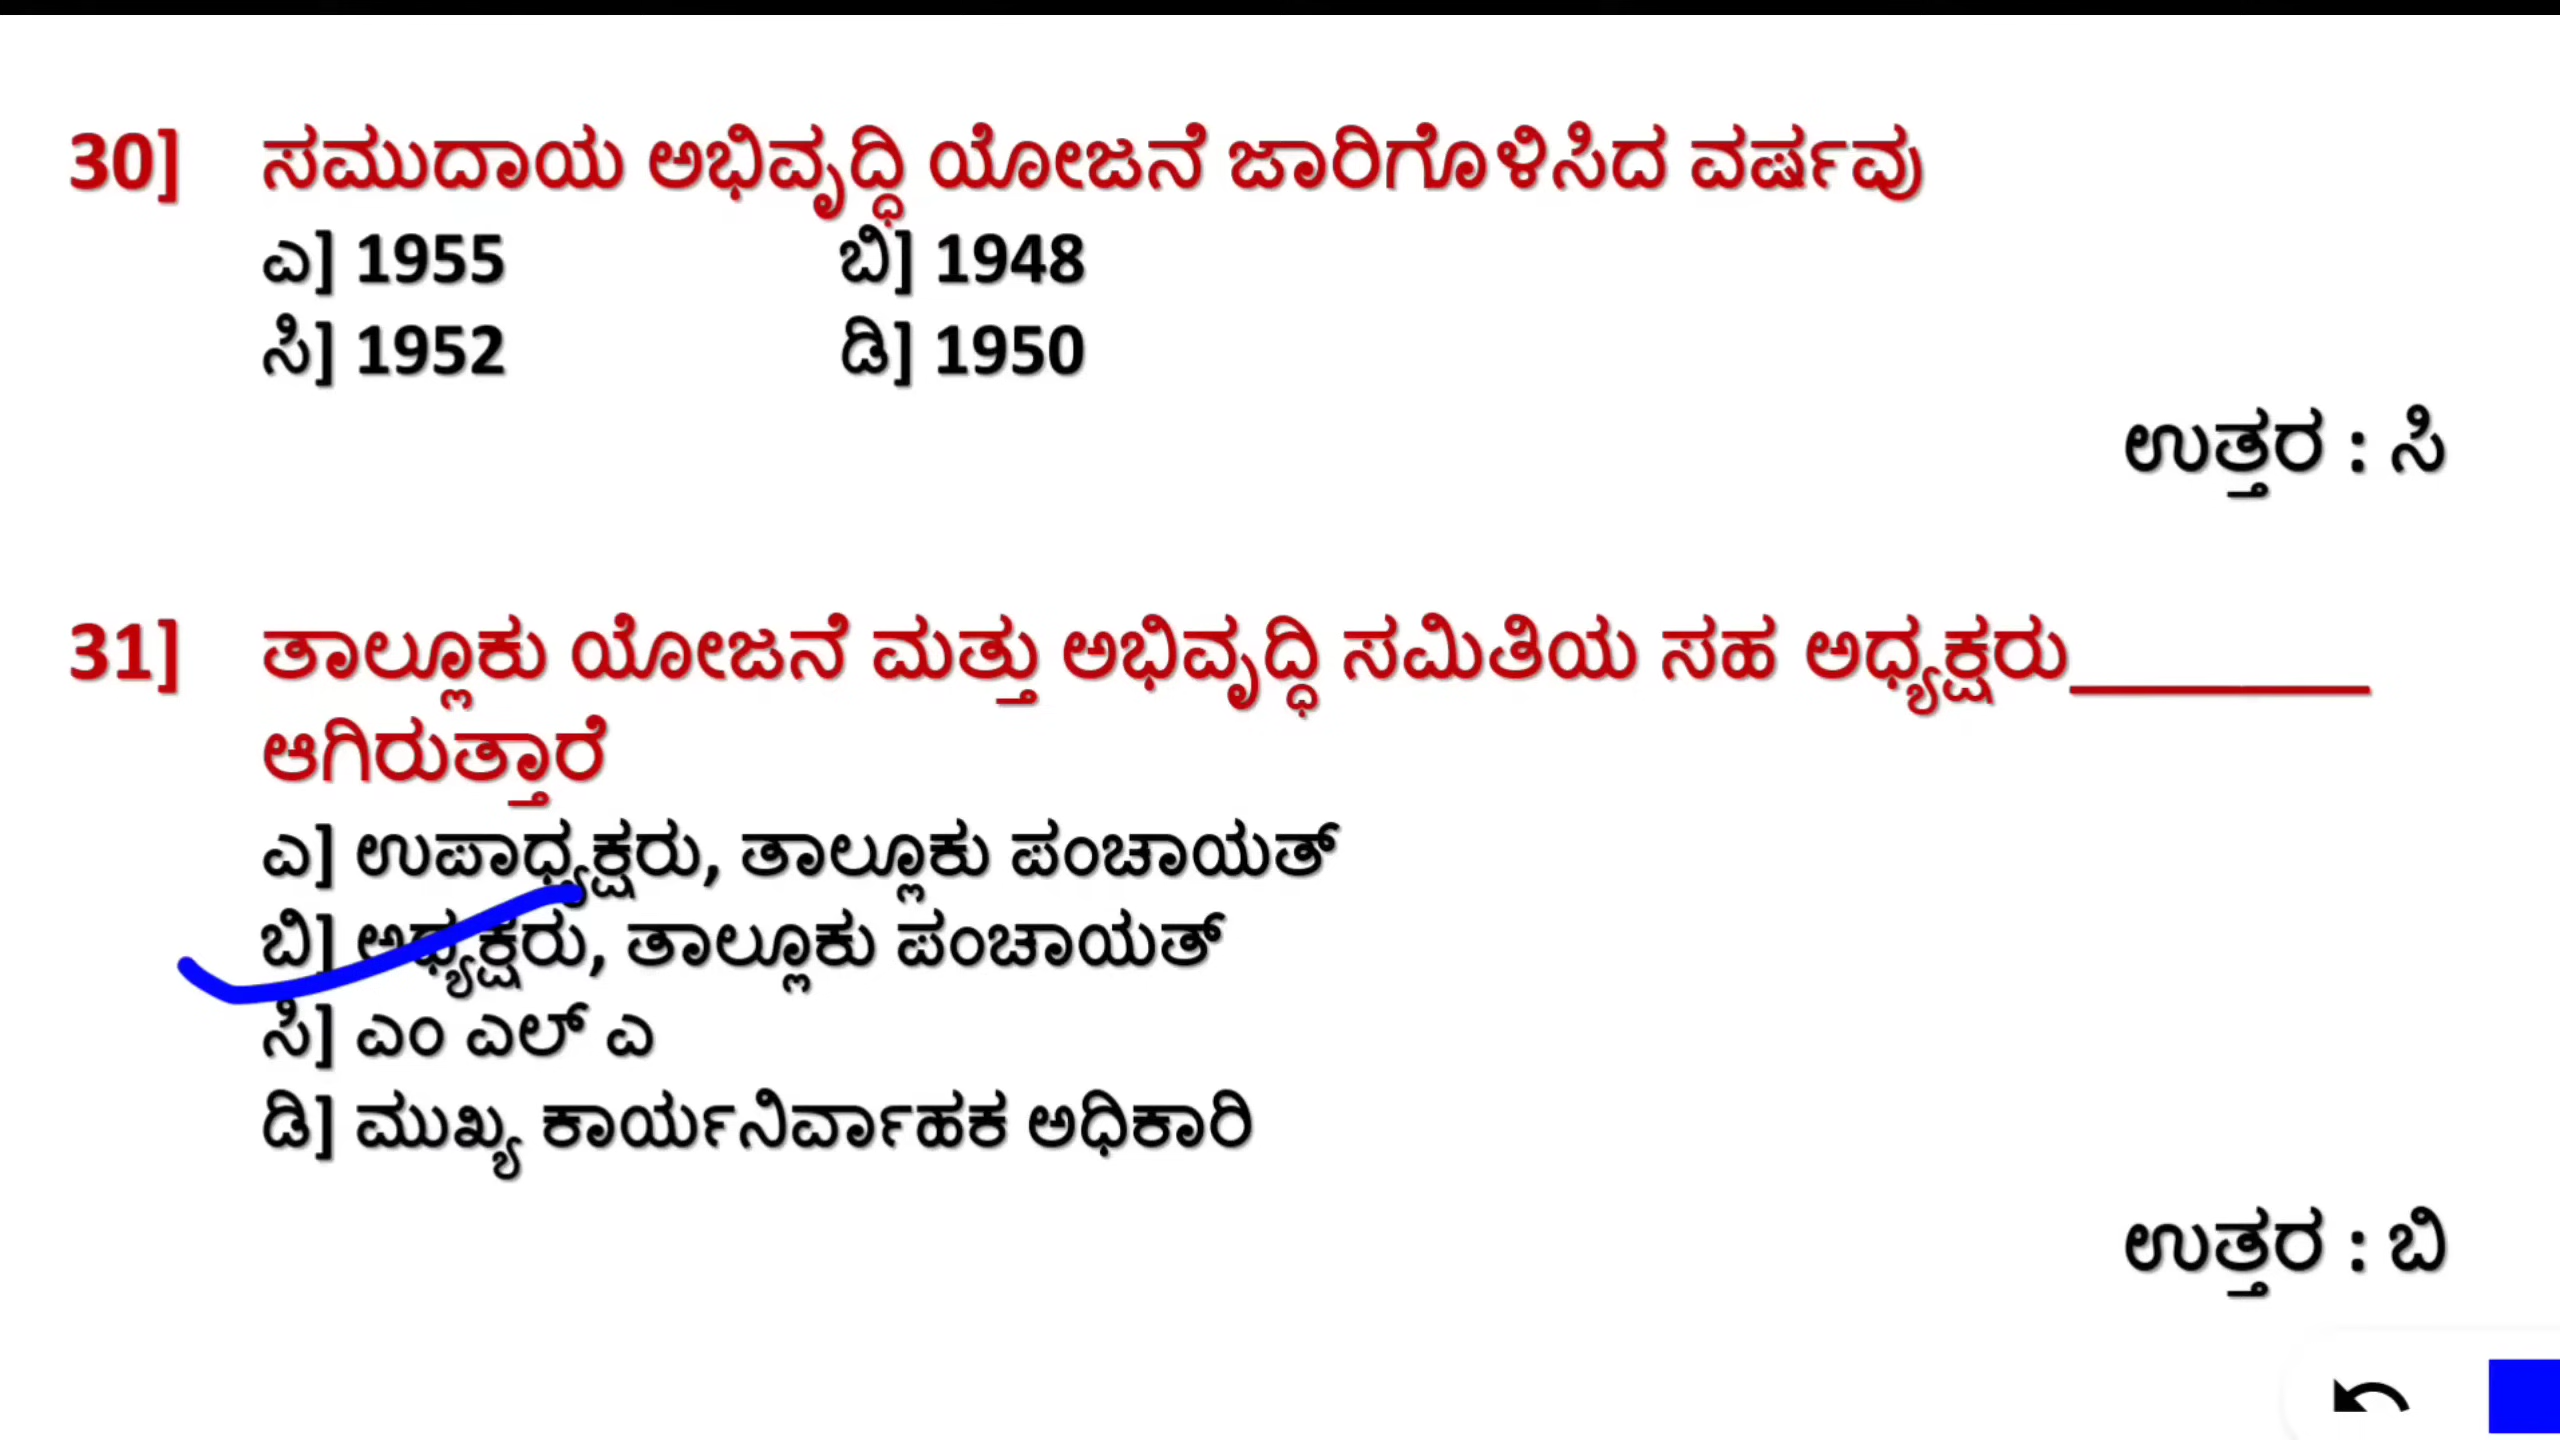 30] ಸಮುದಾಯ ಅಭಿವೃದ್ಧಿ ಯೋಜನೆ ಜಾರಿಗೊಳಿಸಿದ ವರ್ಷವು
ಎ] 1955 ಬಿ] 1948
ಸಿ] 1952 ಡಿ] 1950
ಉತ್ತರ : ಸಿ
31] ತಾಲ್ಲೂಕು ಯೋಜನೆ ಮತ್ತು ಅಭಿವೃದ್ಧಿ ಸಮಿತಿಯ ಸಹ ಅಧ್ಯಕ್ಷರು________
ಆಗಿರುತ್ತಾರೆ
ಎ] ಉಪಾಧ್ಯಕ್ಷರು, ತಾಲ್ಲೂಕು ಪಂಚಾಯತ್
ಬಿ] ಅಧ್ಯಕ್ಷರು, ತಾಲ್ಲೂಕು ಪಂಚಾಯತ್
ಸಿ] ಎಂ ಎಲ್ ಎ
ಡಿ] ಮುಖ್ಯ ಕಾರ್ಯನಿರ್ವಾಹಕ ಅಧಿಕಾರಿ
ಉತ್ತರ : ಬಿ